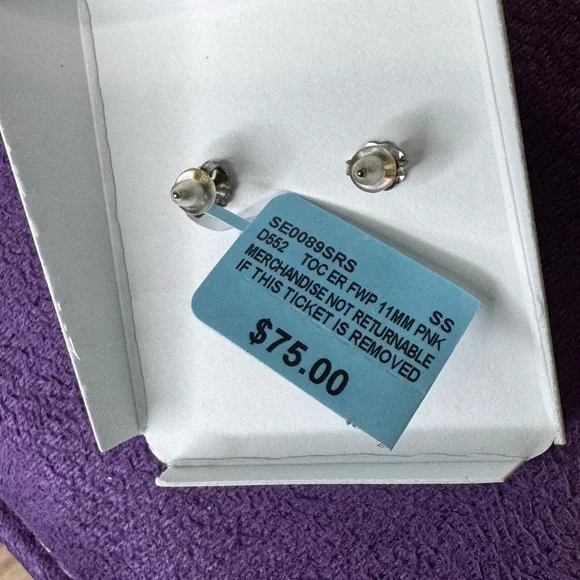 SE0089SRS SS
D552 TOC ER FWP 11MM PNK
MERCHANDISE NOT RETURNABLE
IF THIS TICKET IS REMOVED
$75.00